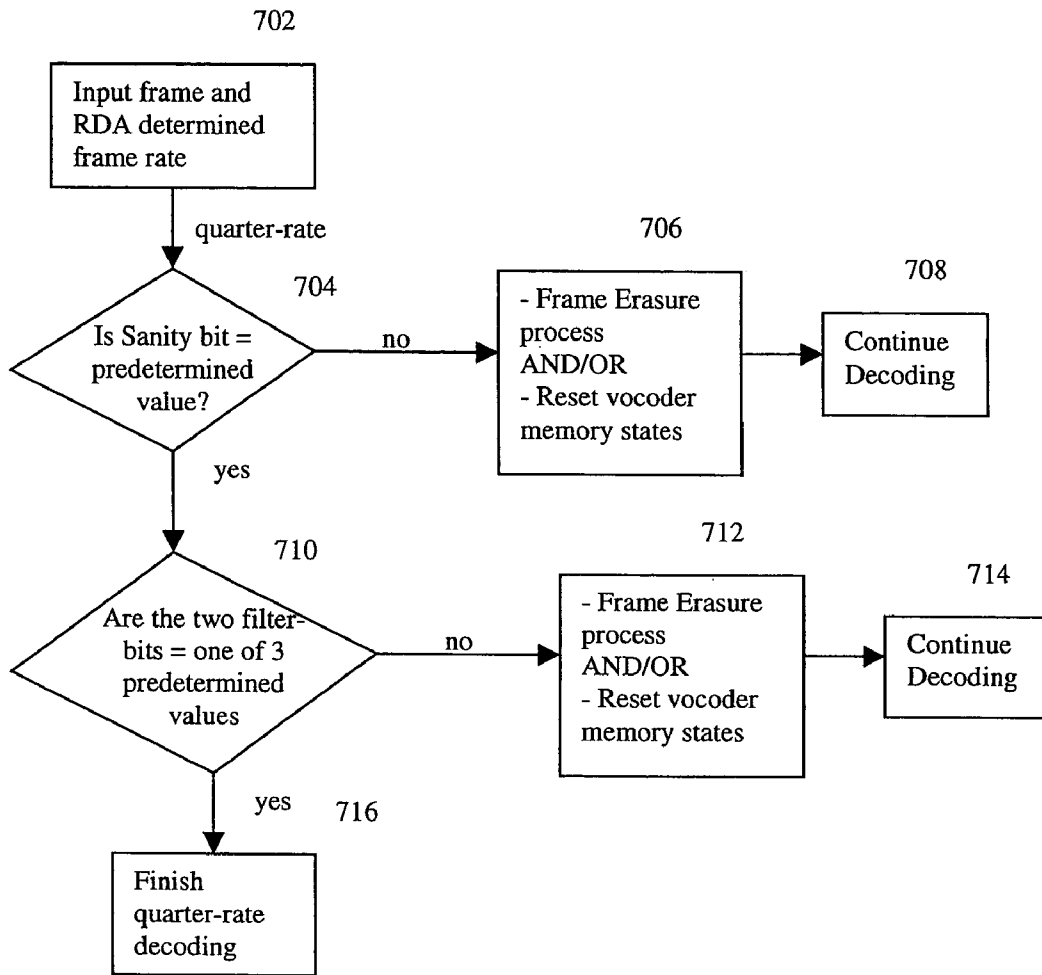 702
Input frame and
RDA determined
frame rate
quarter-rate
704
Is Sanity bit =
predetermined
value?
no
706
- Frame Erasure
process
AND/OR
- Reset vocoder
memory states
708
Continue
Decoding
yes
710
Are the two filter-
bits = one of 3
predetermined
values
no
712
- Frame Erasure
process
AND/OR
- Reset vocoder
memory states
714
Continue
Decoding
yes
716
Finish
quarter-rate
decoding